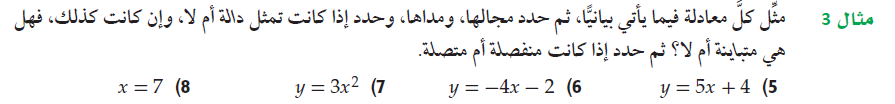 مثال 3 مثِّل كلَّ معادلة فيما يأتي بيانيًّا، ثم حدد مجالها، ومداها، وحدد إذا كانت تمثل دالة أم لا، وإن كانت كذلك، فهل
هي متباينة أم لا؟ ثم حدد إذا كانت منفصلة أم متصلة.
(5 y = 5x + 4 (6 y = −4x − 2 (7 y = 3x² (8 x = 7